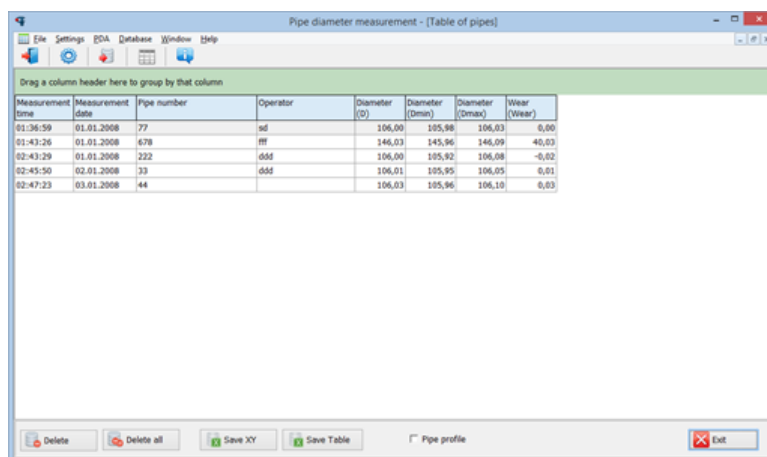 Pipe diameter measurement - [Table of pipes]
File Settings PDA Database Window Help
Drag a column header here to group by that column
Measurement time Measurement date Pipe number Operator Diameter (D) Diameter (Dmin) Diameter (Dmax) Wear (Wear)
01:36:59 01.01.2008 77 sd 106,00 105,98 106,03 0,00
01:43:26 01.01.2008 678 fff 146,03 145,96 146,09 40,03
02:43:29 01.01.2008 222 ddd 106,00 105,92 106,08 -0,02
02:45:50 02.01.2008 33 ddd 106,01 105,95 106,05 0,01
02:47:23 03.01.2008 44 106,03 105,96 106,10 0,03
Delete Delete all Save XY Save Table Pipe profile Exit